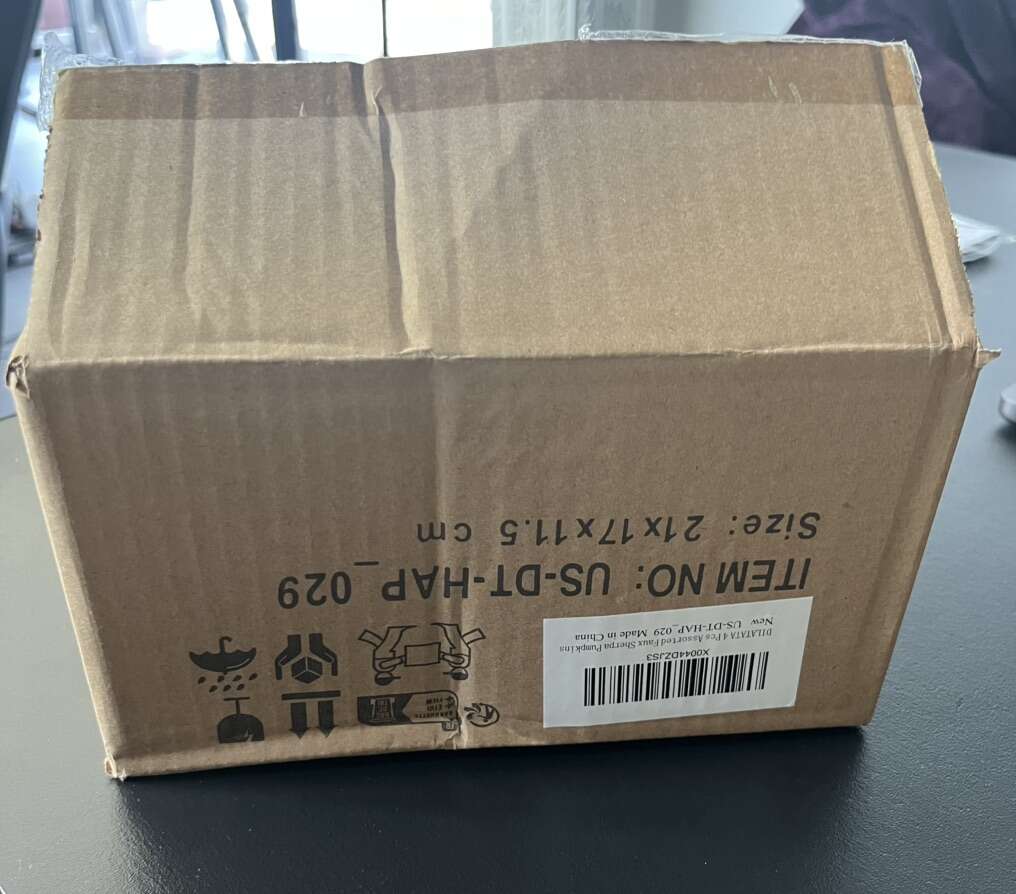 X0044DZJS3
DILATATA 4 Pcs Assorted Faux Sherpa Pumpkins
New US-DT-HAP_029 Made in China
ITEM NO: US-DT-HAP_029
Size: 21x17x11.5 cm